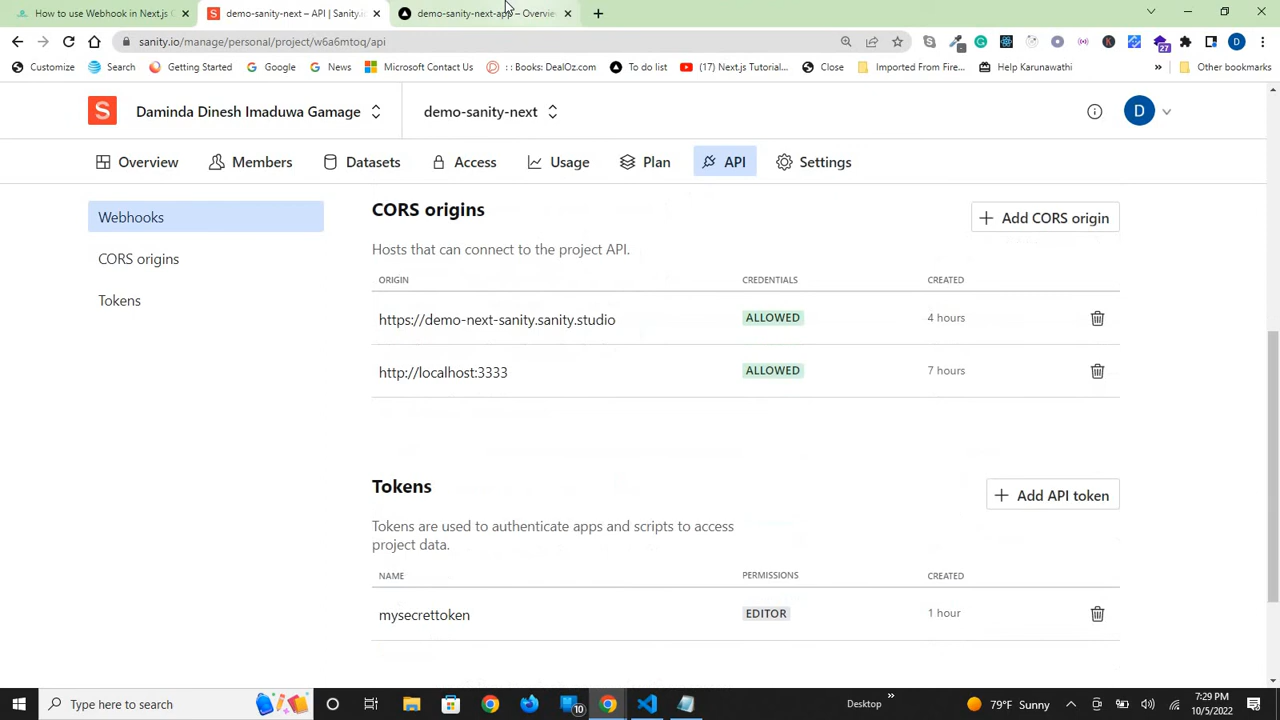 How to use Webhook in Next.js C
demo-sanity-next – API | Sanity.
demo-sanity-next-app – Overvie
sanity.io/manage/personal/project/w6a6mtoq/api
D
Customize
Search
Getting Started
Google
News
Microsoft Contact Us
: : Books: DealOz.com
To do list
(17) Next.js Tutorial...
Close
Imported From Fire...
Help Karunawathi
»
Other bookmarks
S
Daminda Dinesh Imaduwa Gamage
demo-sanity-next
D
Overview
Members
Datasets
Access
Usage
Plan
API
Settings
Webhooks
CORS origins
Tokens
CORS origins
+ Add CORS origin
Hosts that can connect to the project API.
ORIGIN CREDENTIALS CREATED
https://demo-next-sanity.sanity.studio ALLOWED 4 hours
http://localhost:3333 ALLOWED 7 hours
Tokens
+ Add API token
Tokens are used to authenticate apps and scripts to access
project data.
NAME PERMISSIONS CREATED
mysecrettoken EDITOR 1 hour
Type here to search
10
Desktop
»
79°F Sunny
7:29 PM
10/5/2022
27